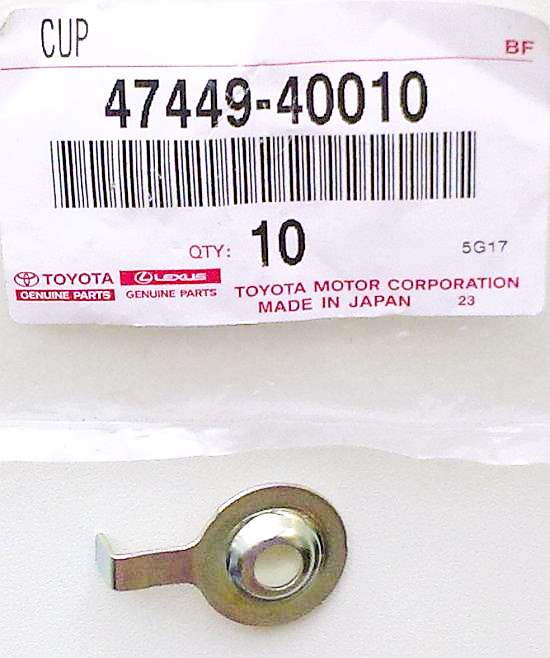 CUP
BF
47449-40010
QTY: 10
5G17
TOYOTA LEXUS
GENUINE PARTS GENUINE PARTS
TOYOTA MOTOR CORPORATION
MADE IN JAPAN 23